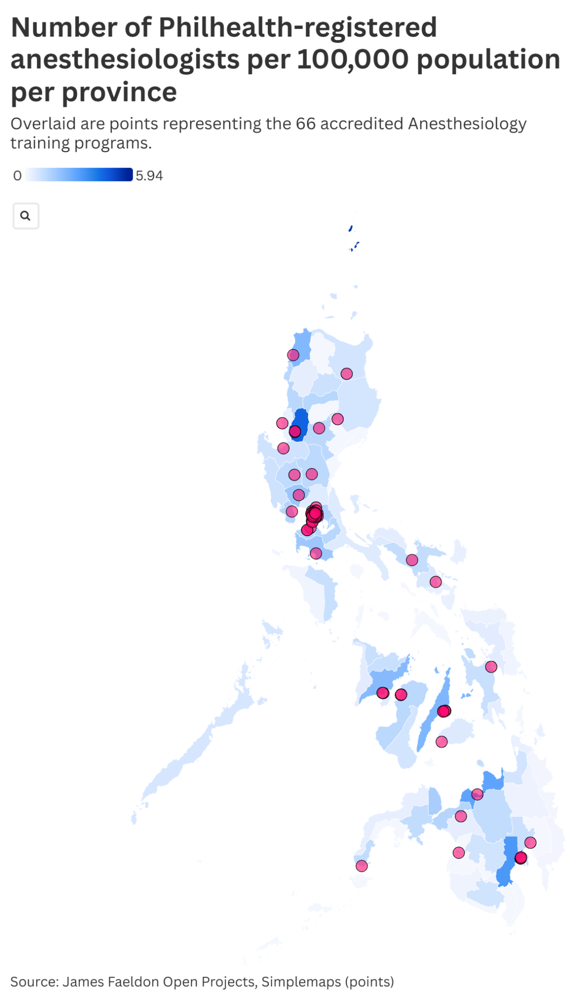 Number of Philhealth-registered
anesthesiologists per 100,000 population
per province
Overlaid are points representing the 66 accredited Anesthesiology
training programs.
0 5.94
Source: James Faeldon Open Projects, Simplemaps (points)